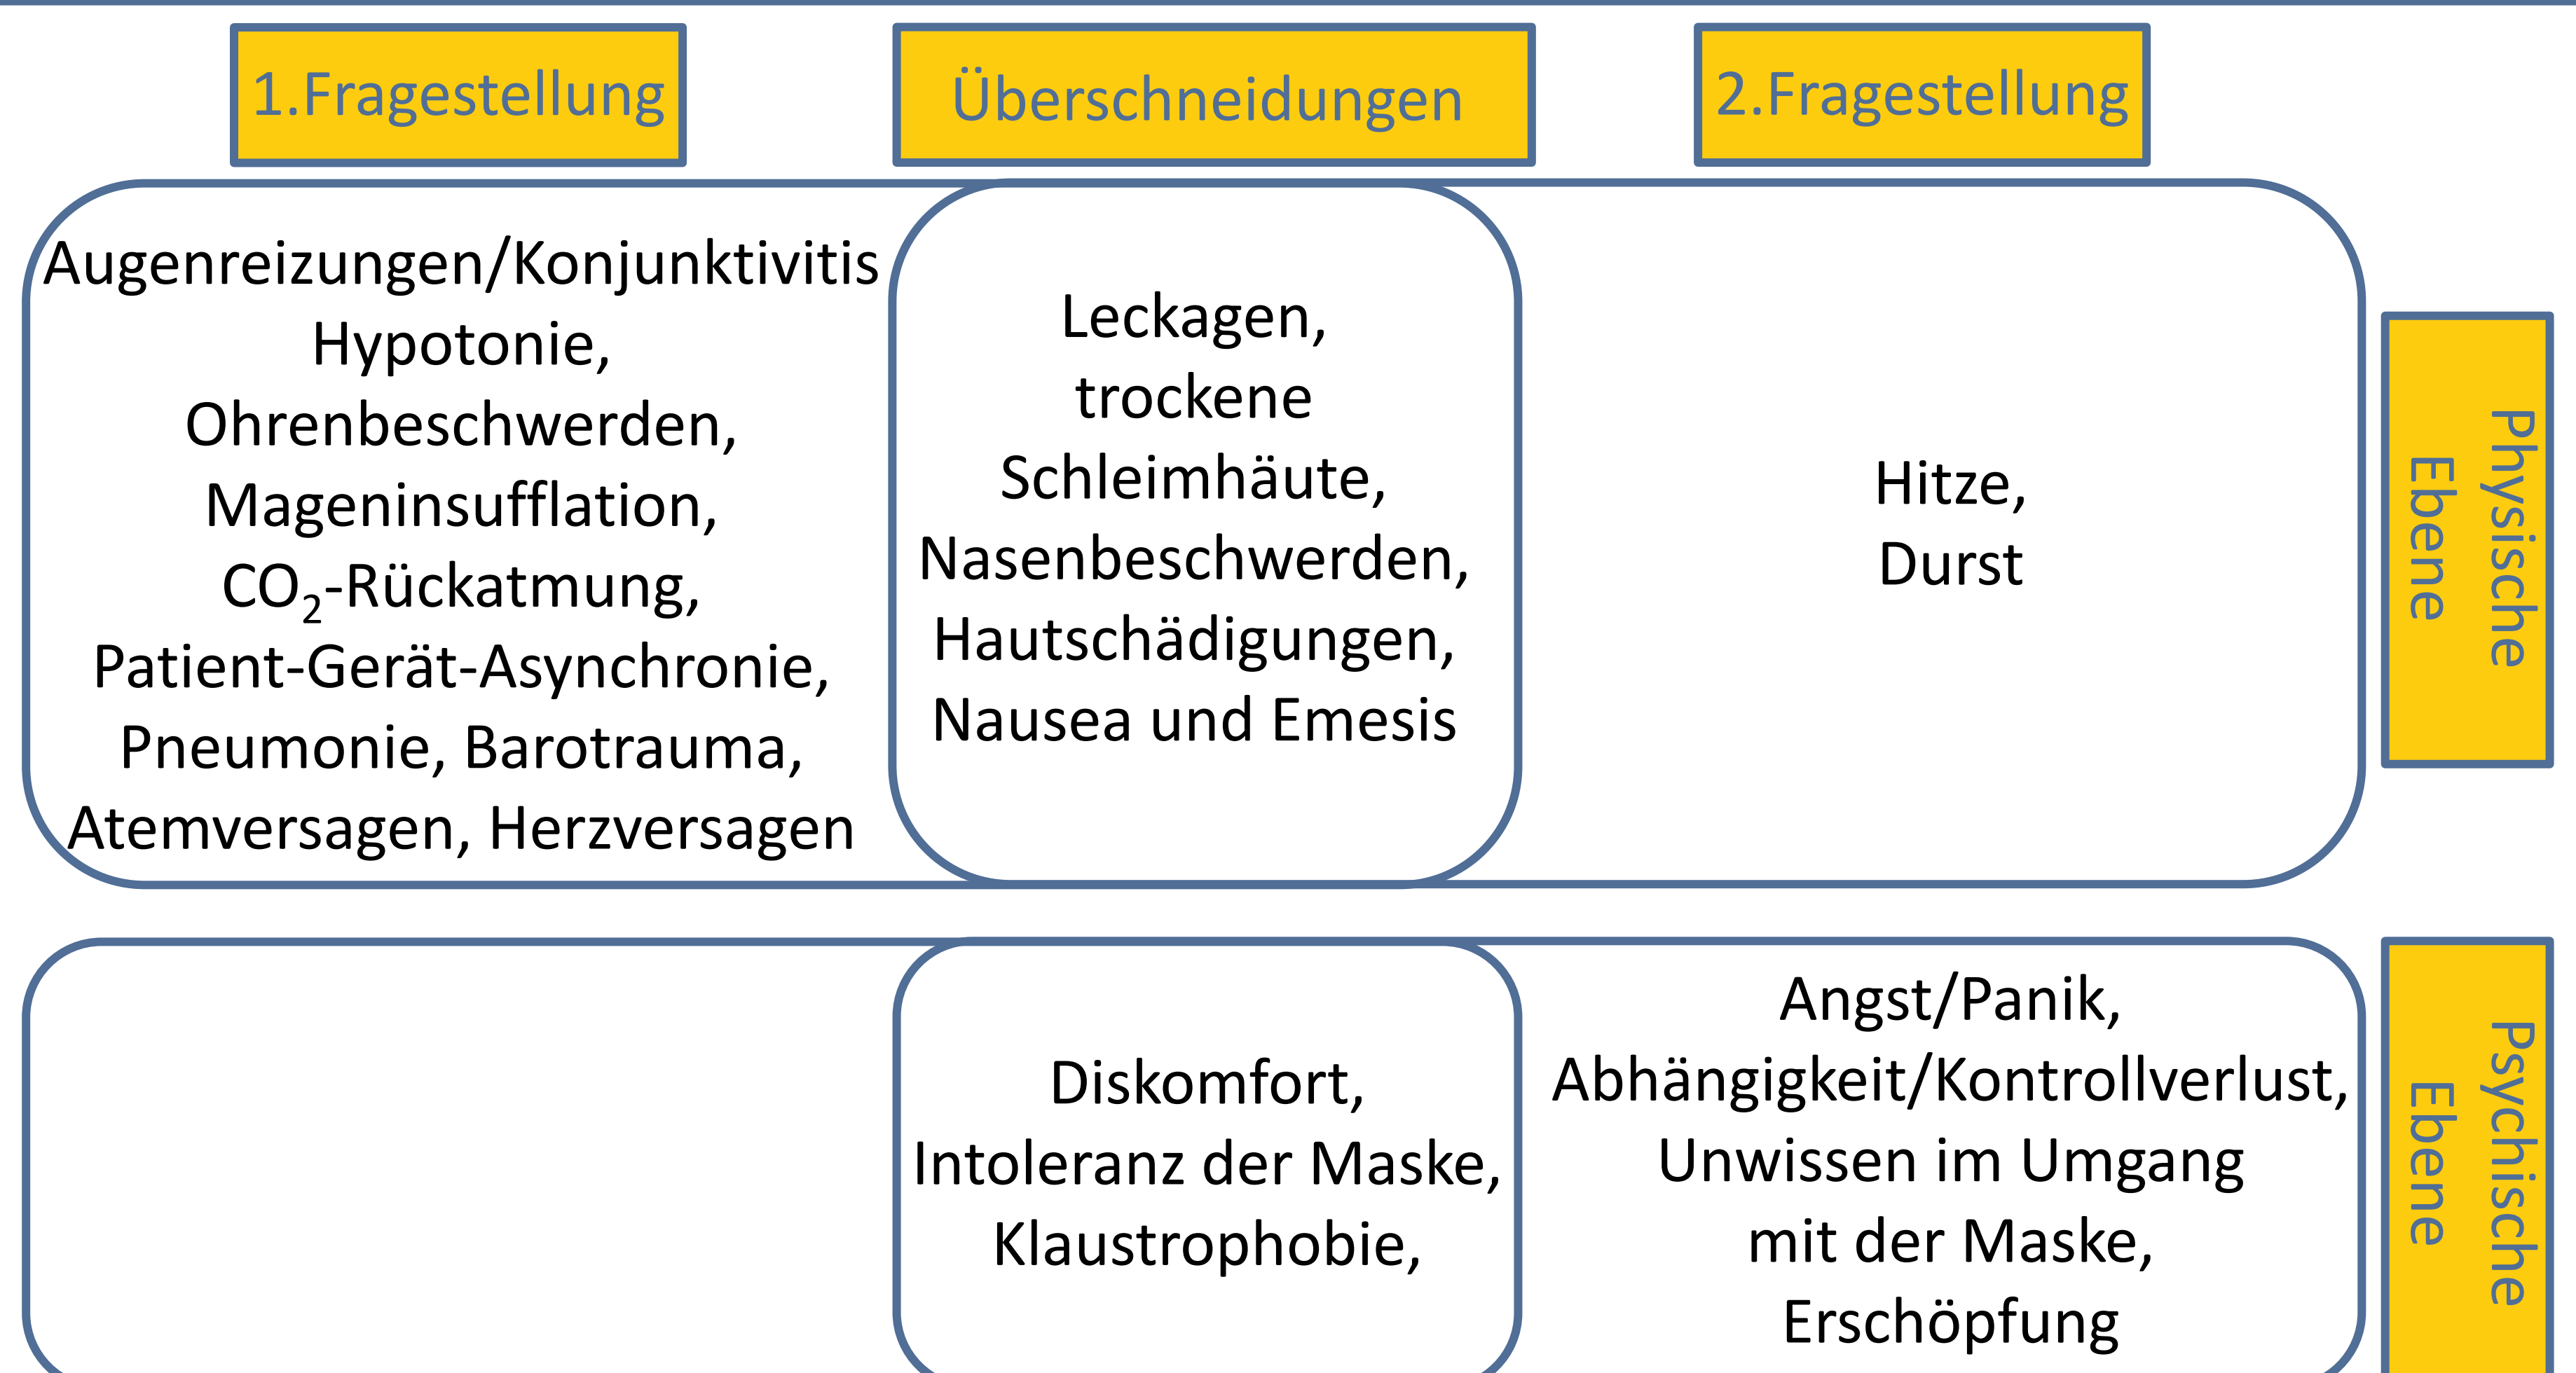 1.Fragestellung
Überschneidungen
2.Fragestellung
Augenreizungen/Konjunktivitis
Hypotonie,
Ohrenbeschwerden,
Mageninsufflation,
CO₂-Rückatmung,
Patient-Gerät-Asynchronie,
Pneumonie, Barotrauma,
Atemversagen, Herzversagen
Leckagen,
trockene
Schleimhäute,
Nasenbeschwerden,
Hautschädigungen,
Nausea und Emesis
Hitze,
Durst
Physische
Ebene
Diskomfort,
Intoleranz der Maske,
Klaustrophobie,
Angst/Panik,
Abhängigkeit/Kontrollverlust,
Unwissen im Umgang
mit der Maske,
Erschöpfung
Psychische
Ebene